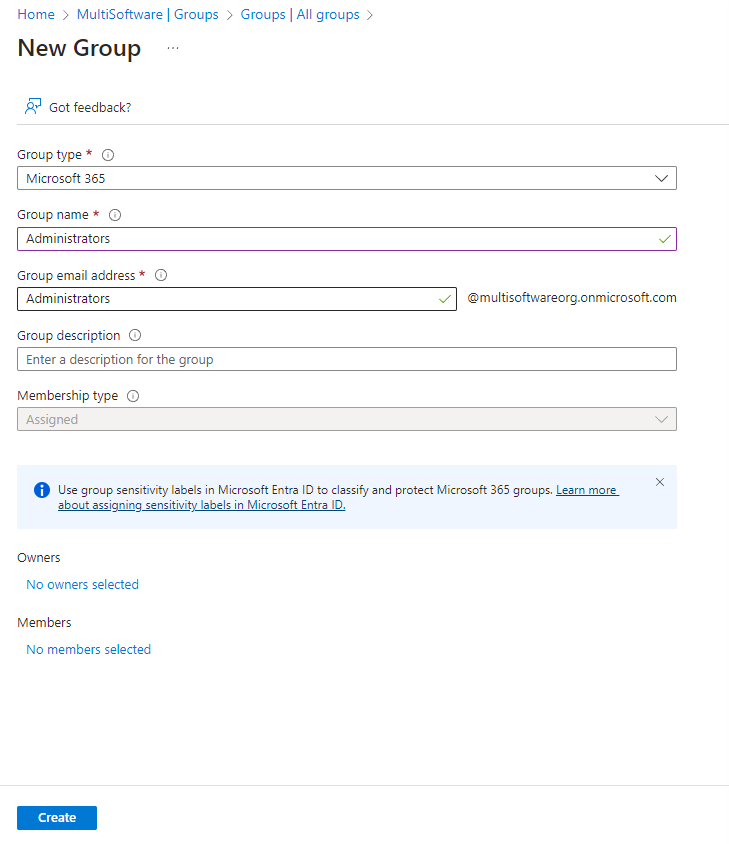 Home > MultiSoftware | Groups > Groups | All groups >
New Group ...
Got feedback?
Group type *
Microsoft 365
Group name *
Administrators
Group email address *
Administrators @multisoftwareorg.onmicrosoft.com
Group description
Enter a description for the group
Membership type
Assigned
Use group sensitivity labels in Microsoft Entra ID to classify and protect Microsoft 365 groups. Learn more
about assigning sensitivity labels in Microsoft Entra ID.
Owners
No owners selected
Members
No members selected
Create